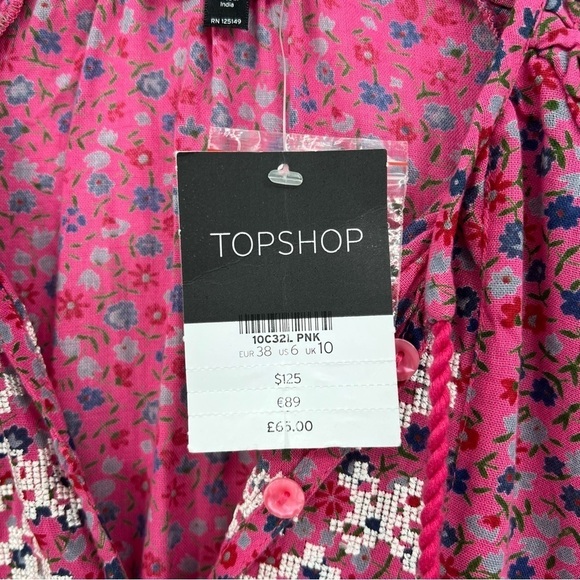 India
RN 125149
TOPSHOP
10C32L PNK
EUR 38 US 6 UK 10
$125
€89
£65.00